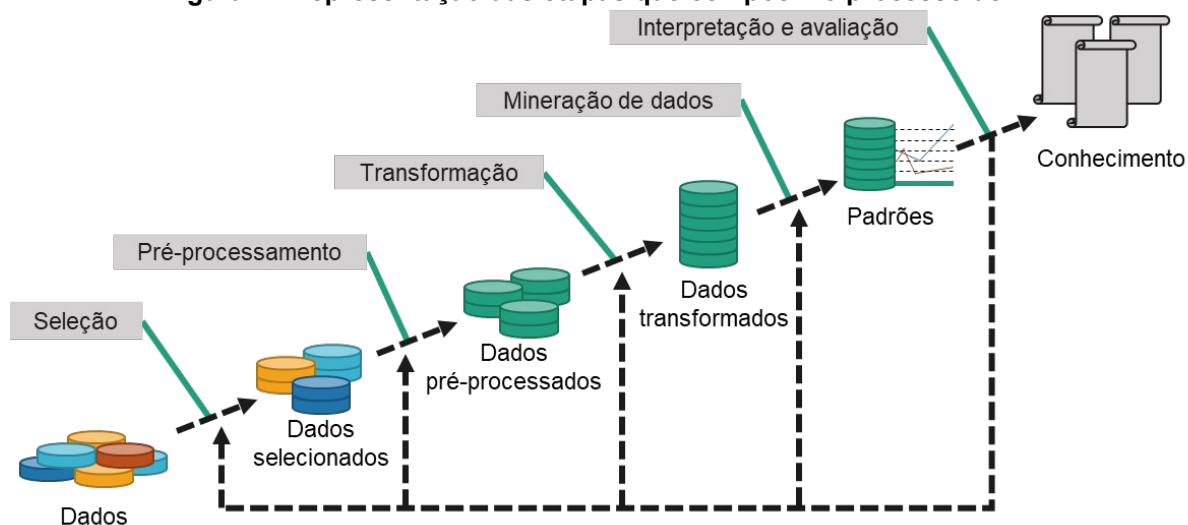 Interpretação e avaliação
Mineração de dados
Conhecimento
Transformação
Padrões
Pré-processamento
Dados
transformados
Seleção
Dados
pré-processados
Dados
selecionados
Dados